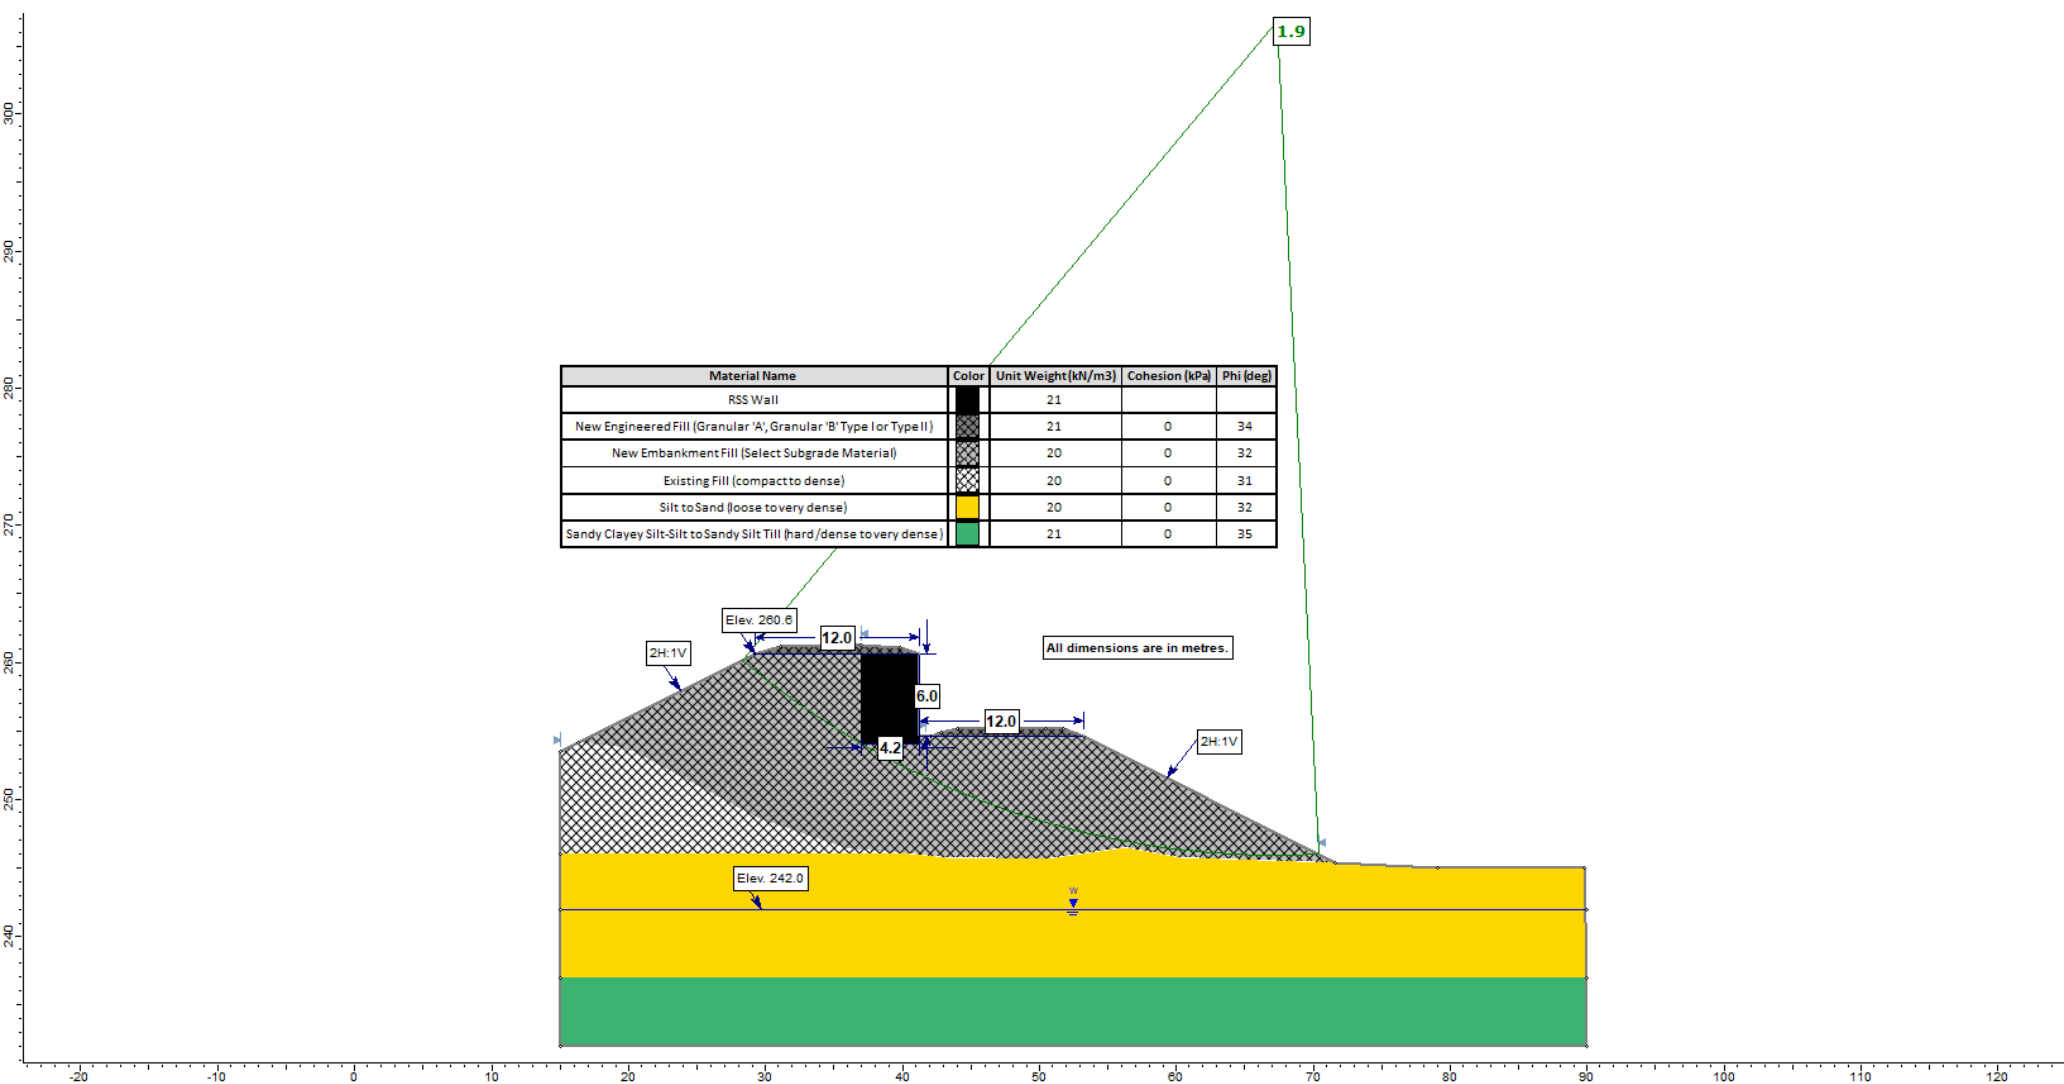 1.9
300
290
280
270
260
250
240
Material Name Color Unit Weight (kN/m3) Cohesion (kPa) Phi (deg)
RSS Wall 21
New Engineered Fill (Granular 'A', Granular 'B' Type I or Type II) 21 0 34
New Embankment Fill (Select Subgrade Material) 20 0 32
Existing Fill (compact to dense) 20 0 31
Silt to Sand (loose to very dense) 20 0 32
Sandy Clayey Silt-Silt to Sandy Silt Till (hard/dense to very dense) 21 0 35
Elev. 260.6
12.0
2H:1V
All dimensions are in metres.
6.0
12.0
4.2
2H:1V
Elev. 242.0
W
-20 -10 0 10 20 30 40 50 60 70 80 90 100 110 120